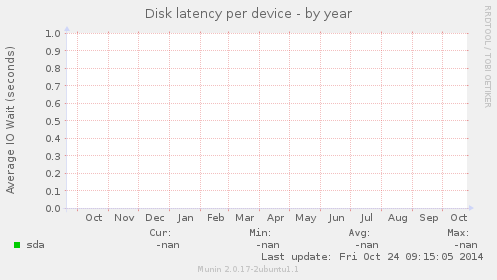 Disk latency per device - by year
RRDTOOL / TOBI OETIKER
Average IO Wait (seconds)
1.0
0.9
0.8
0.7
0.6
0.5
0.4
0.3
0.2
0.1
0.0
Oct Nov Dec Jan Feb Mar Apr May Jun Jul Aug Sep Oct
Cur: Min: Avg: Max:
sda -nan -nan -nan -nan
Last update: Fri Oct 24 09:15:05 2014
Munin 2.0.17-2ubuntu1.1